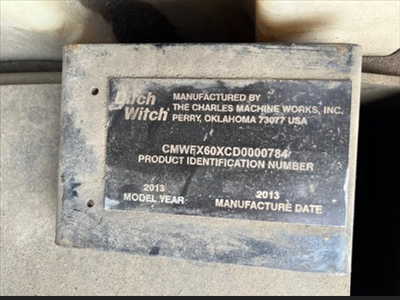 Ditch
Witch
MANUFACTURED BY
THE CHARLES MACHINE WORKS, INC.
PERRY, OKLAHOMA 73077 USA
CMWFX60XCD0000784
PRODUCT IDENTIFICATION NUMBER
2013
MODEL YEAR
2013
MANUFACTURE DATE